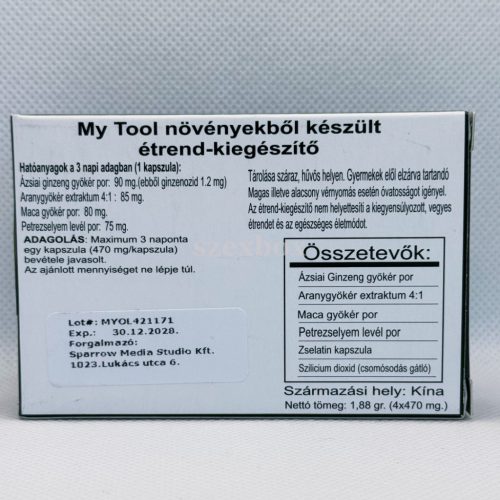 My Tool növényekből készült
étrend-kiegészítő
Hatóanyagok a 3 napi adagban (1 kapszula):
Ázsiai ginzeng gyökér por: 90 mg.(ebből ginzenozid 1.2 mg)
Aranygyökér extraktum 4:1 : 85 mg.
Maca gyökér por: 80 mg.
Petrezselyem levél por: 75 mg.
ADAGOLÁS: Maximum 3 naponta
egy kapszula (470 mg/kapszula)
bevétele javasolt.
Az ajánlott mennyiséget ne lépje túl.
Tárolása száraz, hűvös helyen. Gyermekek elől elzárva tartandó
Magas illetve alacsony vérnyomás esetén óvatosságot igényel.
Az étrend-kiegészítő nem helyettesíti a kiegyensúlyozott, vegyes
étrendet és az egészséges életmódot.
szexbox
Összetevők:
Ázsiai Ginzeng gyökér por
Aranygyökér extraktum 4:1
Maca gyökér por
Petrezselyem levél por
Zselatin kapszula
Szilícium dioxid (csomósodás gátló)
Származási hely: Kína
Nettó tömeg: 1,88 gr. (4x470 mg.)
Lot#: MYOL421171
Exp.: 30.12.2028.
Forgalmazó:
Sparrow Media Studio Kft.
1023.Lukács utca 6.